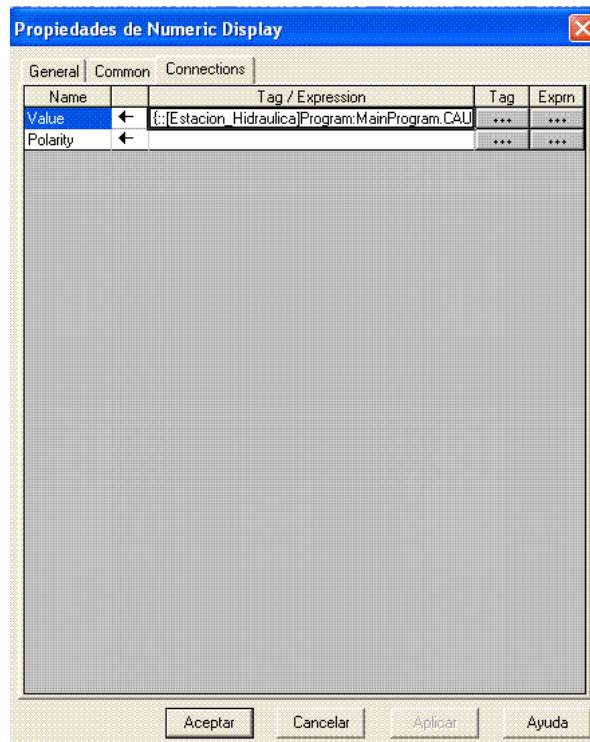 Propiedades de Numeric Display
General Common Connections
Name Tag / Expression Tag Exprn
Value {::[Estacion_Hidraulica]Program:MainProgram.CAU ...
Polarity ... ...
Aceptar Cancelar Aplicar Ayuda